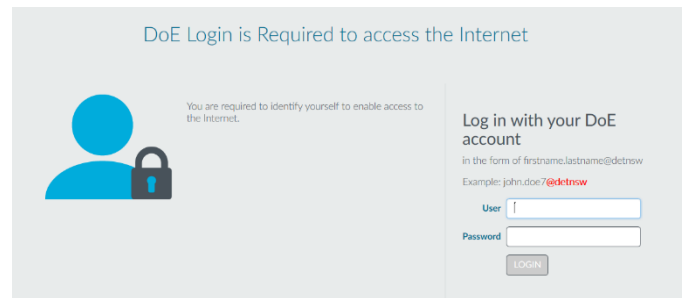 DoE Login is Required to access the Internet
You are required to identify yourself to enable access to
the Internet.
Log in with your DoE
account
in the form of firstname.lastname@detnsw
Example: john.doe7@detnsw
User
Password
LOGIN